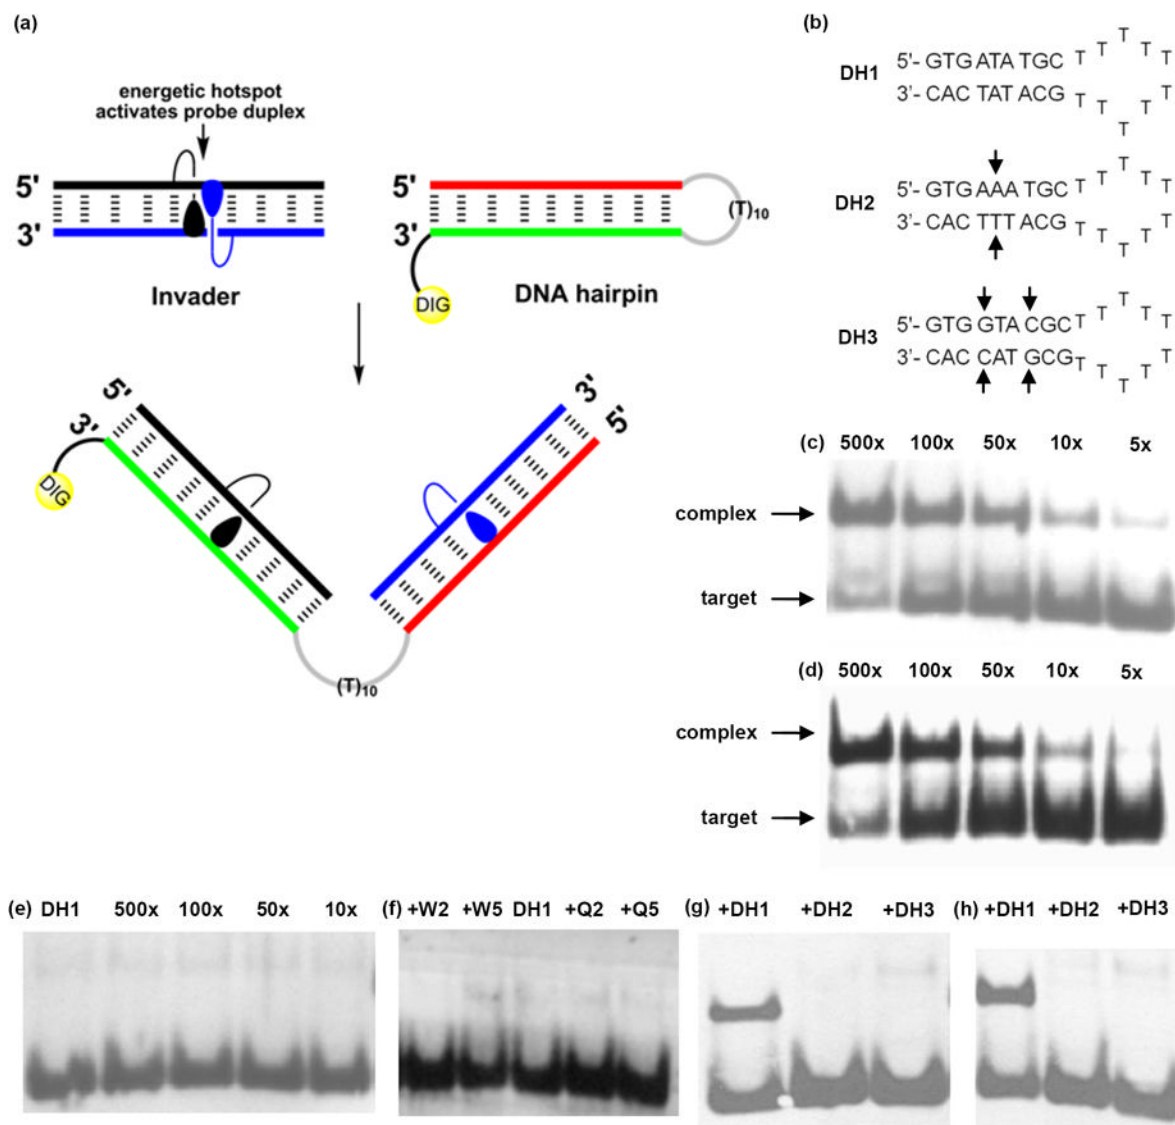 (a)
energetic hotspot
activates probe duplex
5'
3'
Invader
5'
3'
(T)10
DIG
DNA hairpin
5'
3'
DIG
3'
5'
(T)10
(b)
DH1
5'- GTG ATA TGC T T T T T T
3'- CAC TAT ACG T T T T
DH2
5'- GTG AAA TGC T T T T T T
3'- CAC TTT ACG T T T T
DH3
5'- GTG GTA CGC T T T T T
3'- CAC CAT GCG T T T T T
(c) 500x 100x 50x 10x 5x
complex
target
(d) 500x 100x 50x 10x 5x
complex
target
(e) DH1 500x 100x 50x 10x
(f) +W2 +W5 DH1 +Q2 +Q5
(g) +DH1 +DH2 +DH3
(h) +DH1 +DH2 +DH3